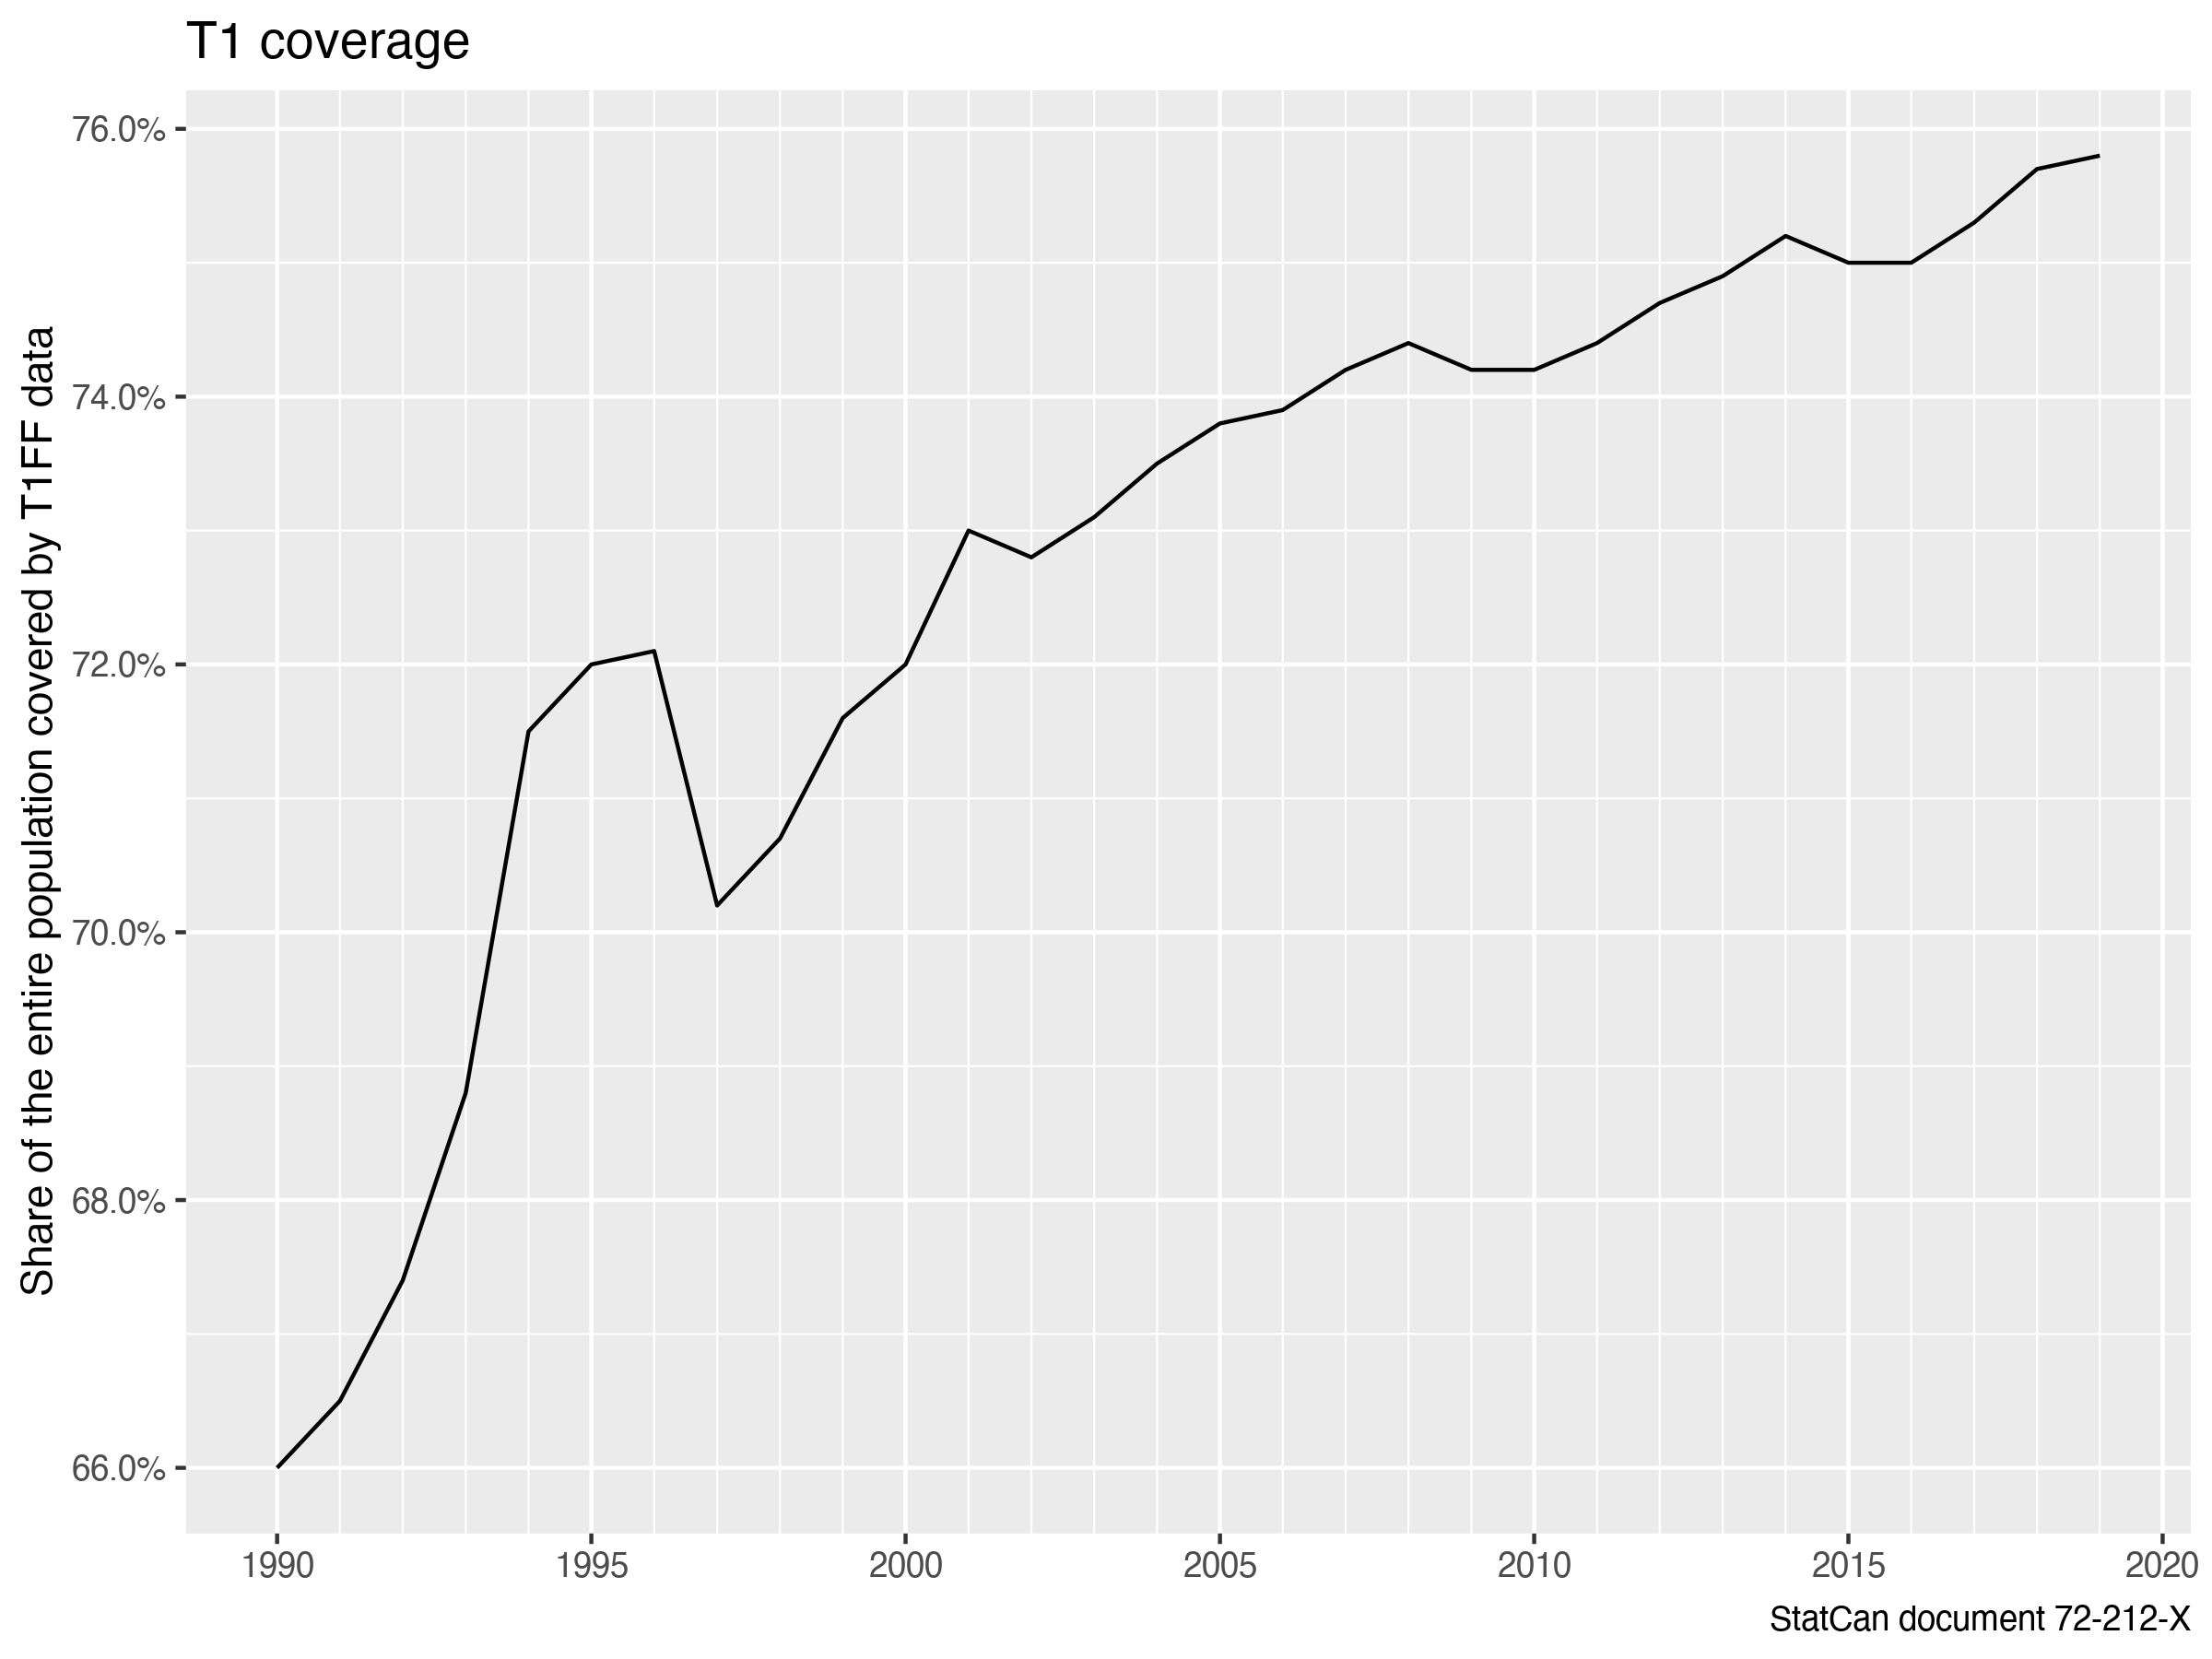 T1 coverage
Share of the entire population covered by T1FF data
76.0%
74.0%
72.0%
70.0%
68.0%
66.0%
1990 1995 2000 2005 2010 2015 2020
StatCan document 72-212-X